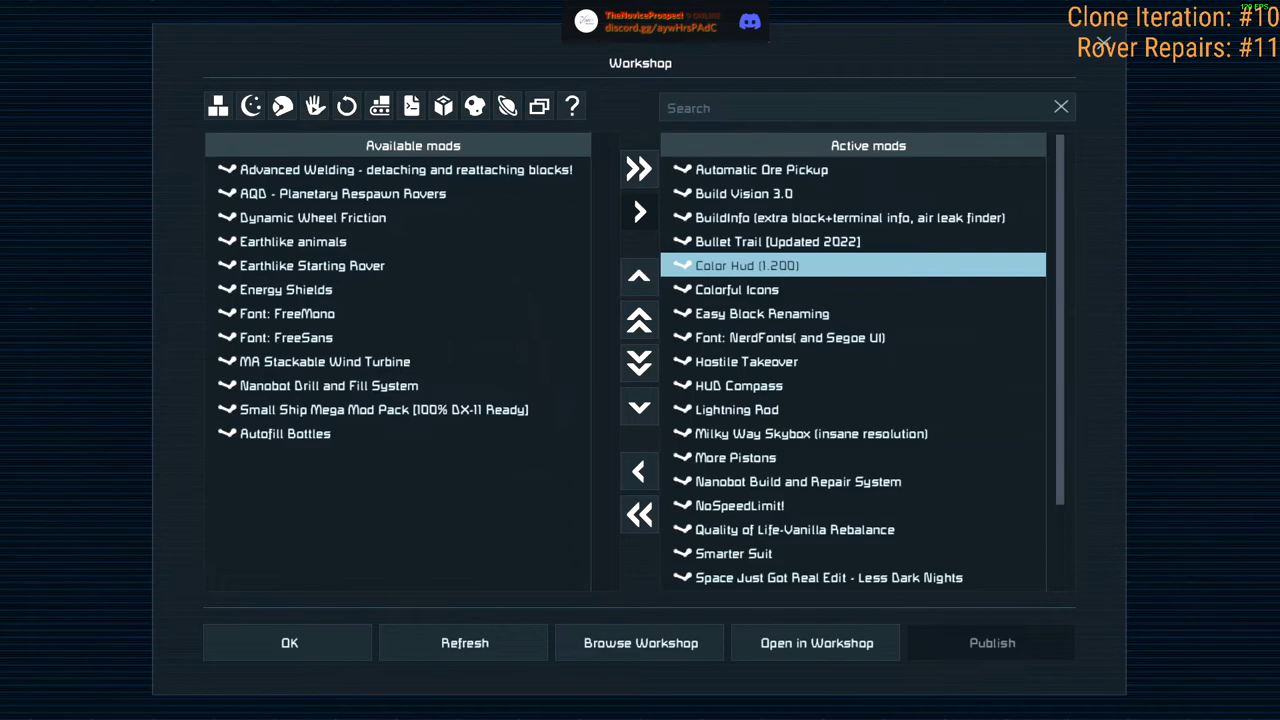 TheNoviceProspect 9 ONLINE
discord.gg/aywHrsPAdC
Clone Iteration: #10
Rover Repairs: #11
Workshop
?
Search
Available mods
Advanced Welding - detaching and reattaching blocks!
AQD - Planetary Respawn Rovers
Dynamic Wheel Friction
Earthlike animals
Earthlike Starting Rover
Energy Shields
Font: FreeMono
Font: FreeSans
MA Stackable Wind Turbine
Nanobot Drill and Fill System
Small Ship Mega Mod Pack [100% DX-11 Ready]
Autofill Bottles
Active mods
Automatic Ore Pickup
Build Vision 3.0
BuildInfo (extra block+terminal info, air leak finder)
Bullet Trail [Updated 2022]
Color Hud (1.200)
Colorful Icons
Easy Block Renaming
Font: NerdFonts( and Segoe UI)
Hostile Takeover
HUD Compass
Lightning Rod
Milky Way Skybox (insane resolution)
More Pistons
Nanobot Build and Repair System
NoSpeedLimit!
Quality of Life-Vanilla Rebalance
Smarter Suit
Space Just Got Real Edit - Less Dark Nights
OK
Refresh
Browse Workshop
Open in Workshop
Publish